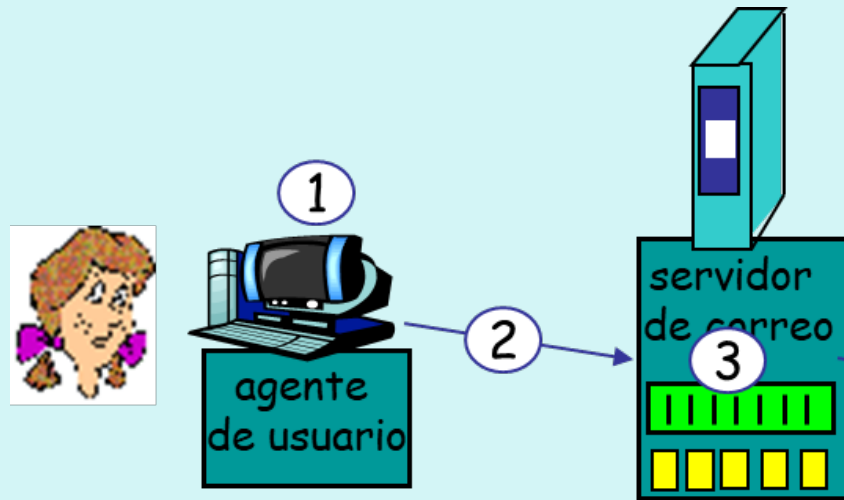 1
agente
de usuario
2
servidor
de correo
3